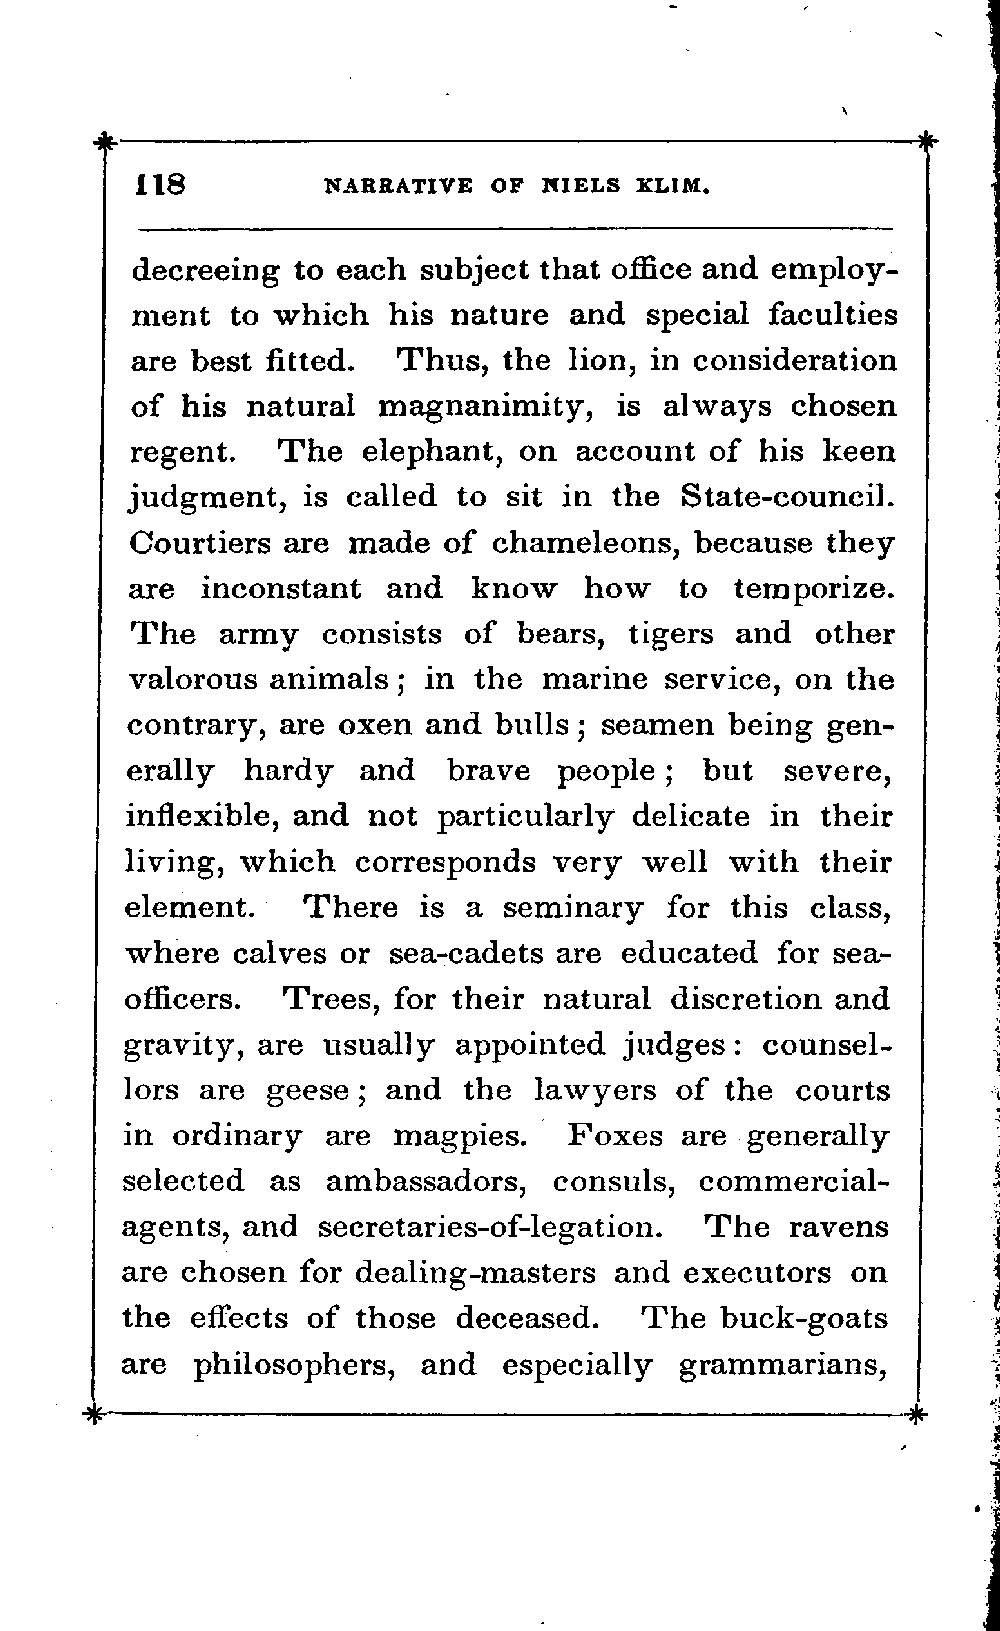 118 NARRATIVE OF NIELS KLIM.
decreeing to each subject that office and employ-
ment to which his nature and special faculties
are best fitted. Thus, the lion, in consideration
of his natural magnanimity, is always chosen
regent. The elephant, on account of his keen
judgment, is called to sit in the State-council.
Courtiers are made of chameleons, because they
are inconstant and know how to temporize.
The army consists of bears, tigers and other
valorous animals; in the marine service, on the
contrary, are oxen and bulls; seamen being gen-
erally hardy and brave people; but severe,
inflexible, and not particularly delicate in their
living, which corresponds very well with their
element. There is a seminary for this class,
where calves or sea-cadets are educated for sea-
officers. Trees, for their natural discretion and
gravity, are usually appointed judges: counsel-
lors are geese; and the lawyers of the courts
in ordinary are magpies. Foxes are generally
selected as ambassadors, consuls, commercial-
agents, and secretaries-of-legation. The ravens
are chosen for dealing-masters and executors on
the effects of those deceased. The buck-goats
are philosophers, and especially grammarians,